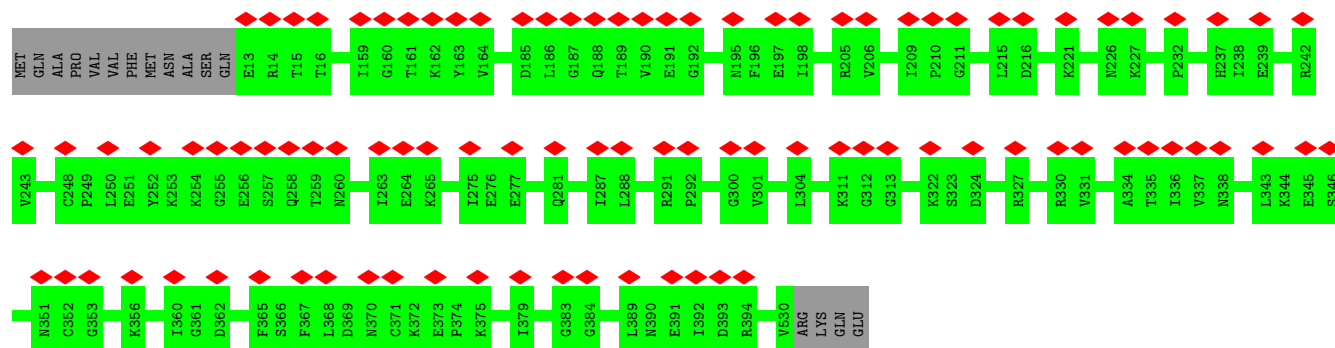 MET GLN ALA PRO VAL VAL PHE MET ASN ALA SER GLN E13 R14 T15 T16 I159 G160 T161 K162 Y163 V164 D185 L186 G187 Q188 T189 V190 E191 G192 N195 F196 E197 I198 R205 V206 I209 P210 G211 L215 D216 K221 N226 K227 P232 H237 I238 E239 R242
V243 C248 P249 L250 E251 Y252 K253 K254 G255 E256 S257 Q258 T259 N260 I263 E264 K265 I275 E276 E277 Q281 I287 L288 R291 P292 G300 V301 L304 K311 G312 G313 K322 S323 D324 R327 R330 V331 A334 T335 I336 V337 N338 L343 K344 E345 S346
N351 C352 G353 K356 I360 G361 D362 F365 S366 F367 L368 D369 N370 C371 K372 E373 P374 K375 I379 G383 G384 L389 N390 E391 I392 D393 R394 V530 ARG LYS GLN GLU